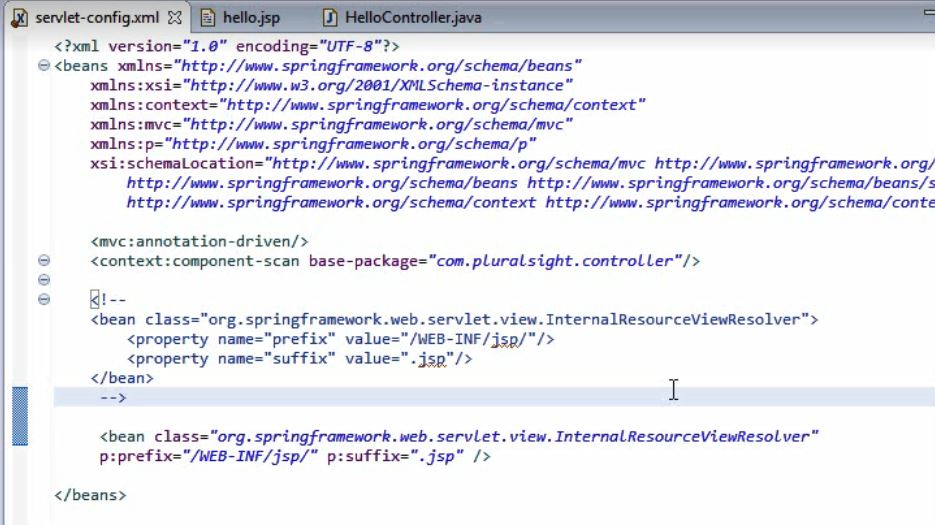 servlet-config.xml hello.jsp HelloController.java
<?xml version="1.0" encoding="UTF-8"?>
<beans xmlns="http://www.springframework.org/schema/beans"
xmlns:xsi="http://www.w3.org/2001/XMLSchema-instance"
xmlns:context="http://www.springframework.org/schema/context"
xmlns:mvc="http://www.springframework.org/schema/mvc"
xmlns:p="http://www.springframework.org/schema/p"
xsi:schemaLocation="http://www.springframework.org/schema/mvc http://www.springframework.org/
http://www.springframework.org/schema/beans http://www.springframework.org/schema/beans/s
http://www.springframework.org/schema/context http://www.springframework.org/schema/conte
<mvc:annotation-driven/>
<context:component-scan base-package="com.pluralsight.controller"/>
<!--
<bean class="org.springframework.web.servlet.view.InternalResourceViewResolver">
<property name="prefix" value="/WEB-INF/jsp/"/>
<property name="suffix" value=".jsp"/>
</bean>
-->
<bean class="org.springframework.web.servlet.view.InternalResourceViewResolver"
p:prefix="/WEB-INF/jsp/" p:suffix=".jsp" />
</beans>